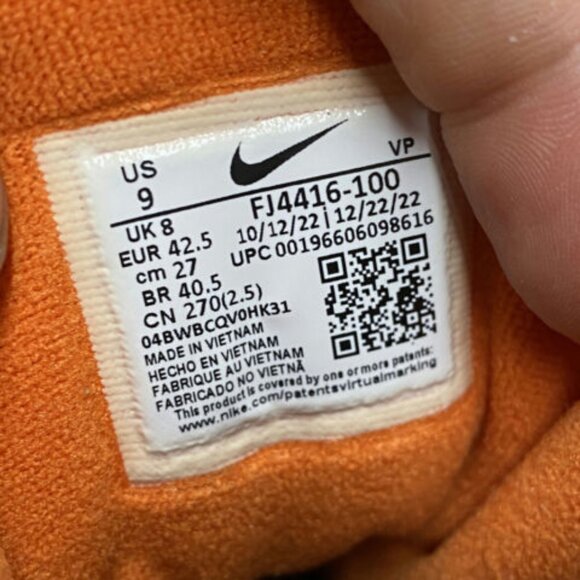 US
9
VP
UK 8
EUR 42.5
cm 27
BR 40.5
CN 270(2.5)
FJ4416-100
10/12/22 | 12/22/22
UPC 00196606098616
04BWBCQV0HK31
MADE IN VIETNAM
HECHO EN VIETNAM
FABRIQUE AU VIETNAM
FABRICADO NO VIETNÃ
This product is covered by one or more patents:
www.nike.com/patentsvirtualmarking